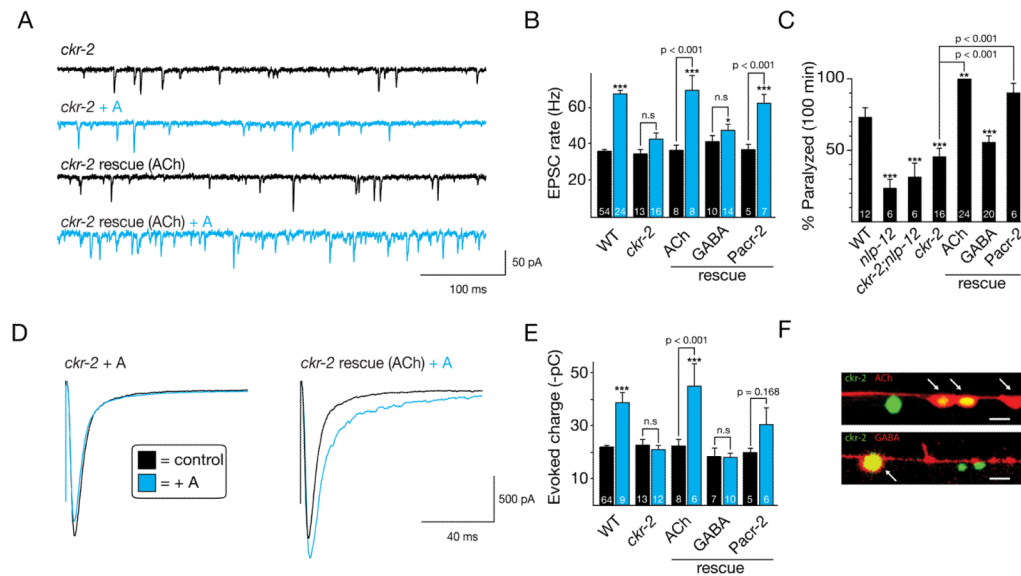 A
ckr-2
ckr-2 + A
ckr-2 rescue (ACh)
ckr-2 rescue (ACh) + A
50 pA
100 ms
B
EPSC rate (Hz)
60
40
20
p < 0.001
p < 0.001
n.s
n.s
***
***
*
***
54
24
13
16
8
8
10
14
5
7
WT
ckr-2
ACh
GABA
Pacr-2
rescue
C
% Paralyzed (100 min)
100
50
p < 0.001
p < 0.001
***
***
***
**
***
12
6
6
16
24
20
6
WT
nlp-12
ckr-2;nlp-12
ckr-2
ACh
GABA
Pacr-2
rescue
D
ckr-2 + A
ckr-2 rescue (ACh) + A
= control
= + A
500 pA
40 ms
E
Evoked charge (-pC)
50
40
30
20
10
p < 0.001
p = 0.168
***
n.s
***
n.s
64
9
13
12
8
6
7
10
5
6
WT
ckr-2
ACh
GABA
Pacr-2
rescue
F
ckr-2 ACh
ckr-2 GABA